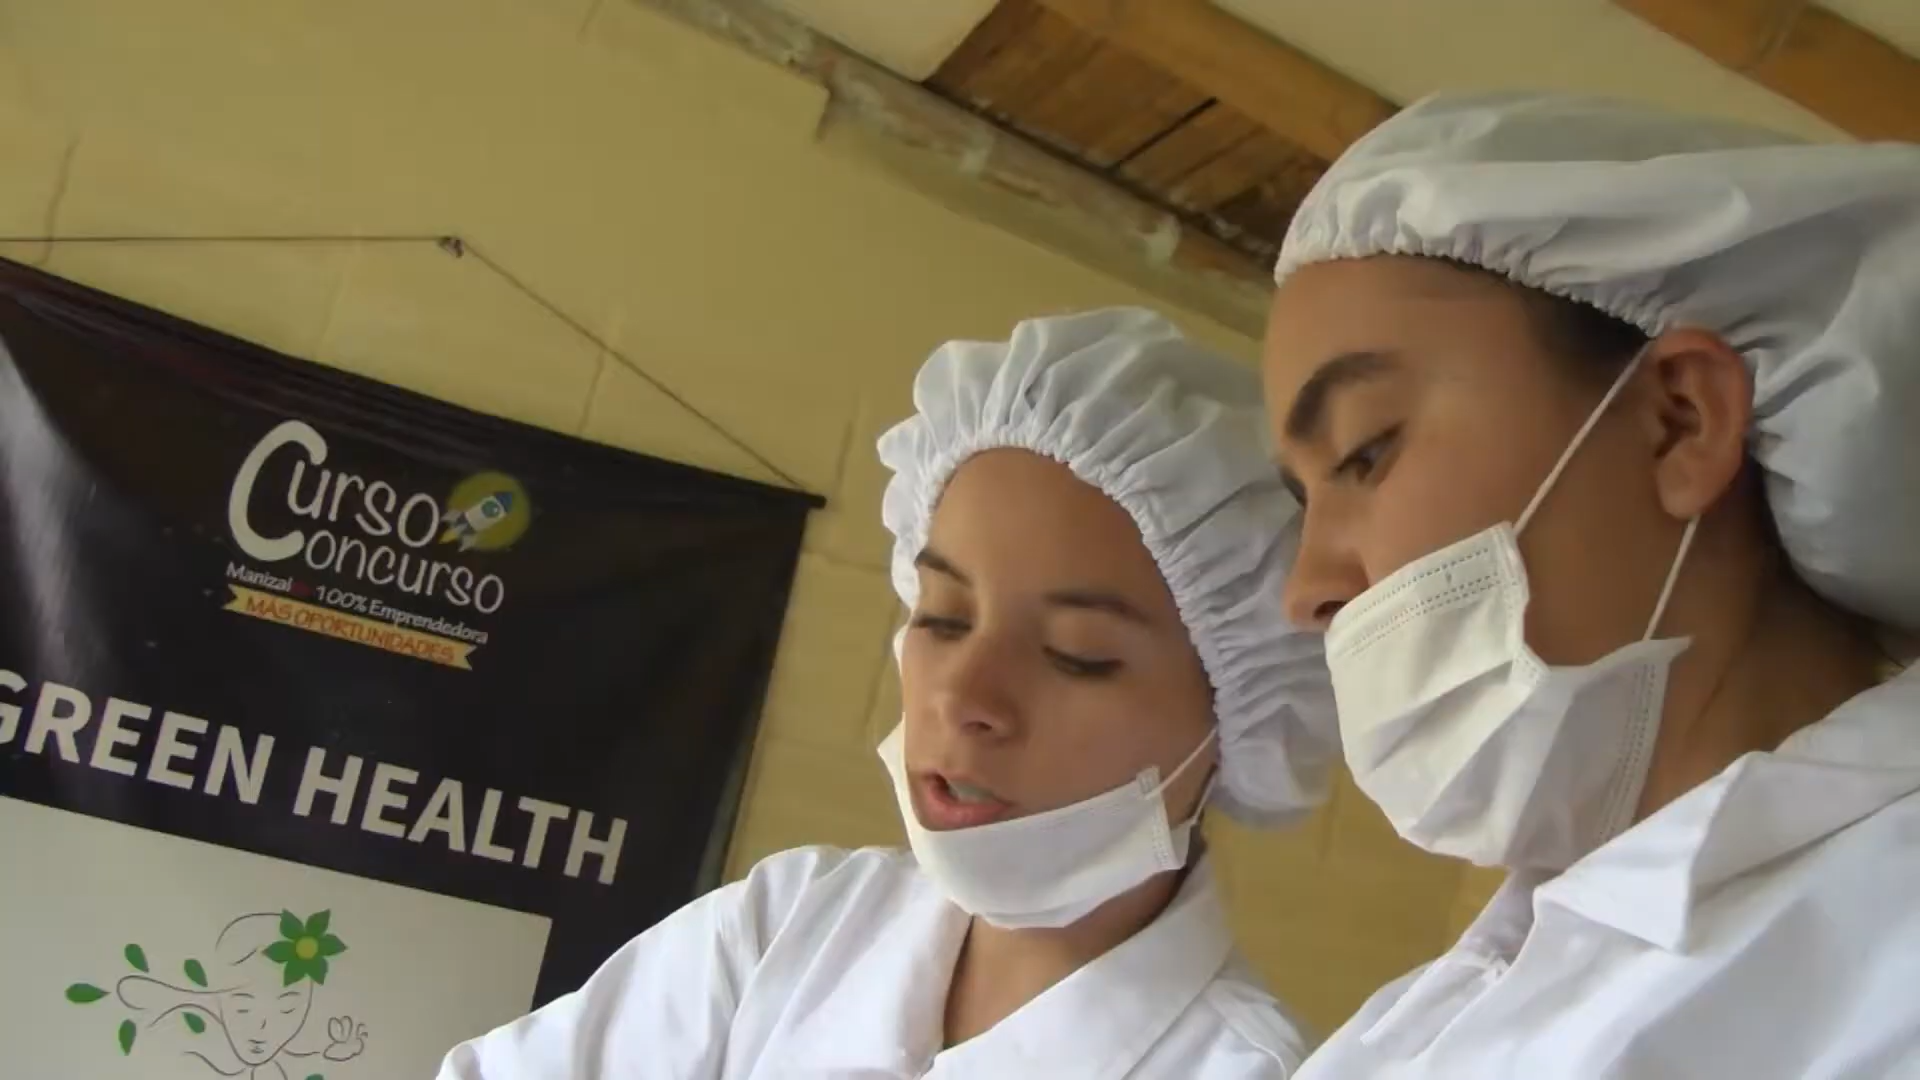 Curso
Concurso
Manizales 100% Emprendedora
MÁS OPORTUNIDADES
GREEN HEALTH